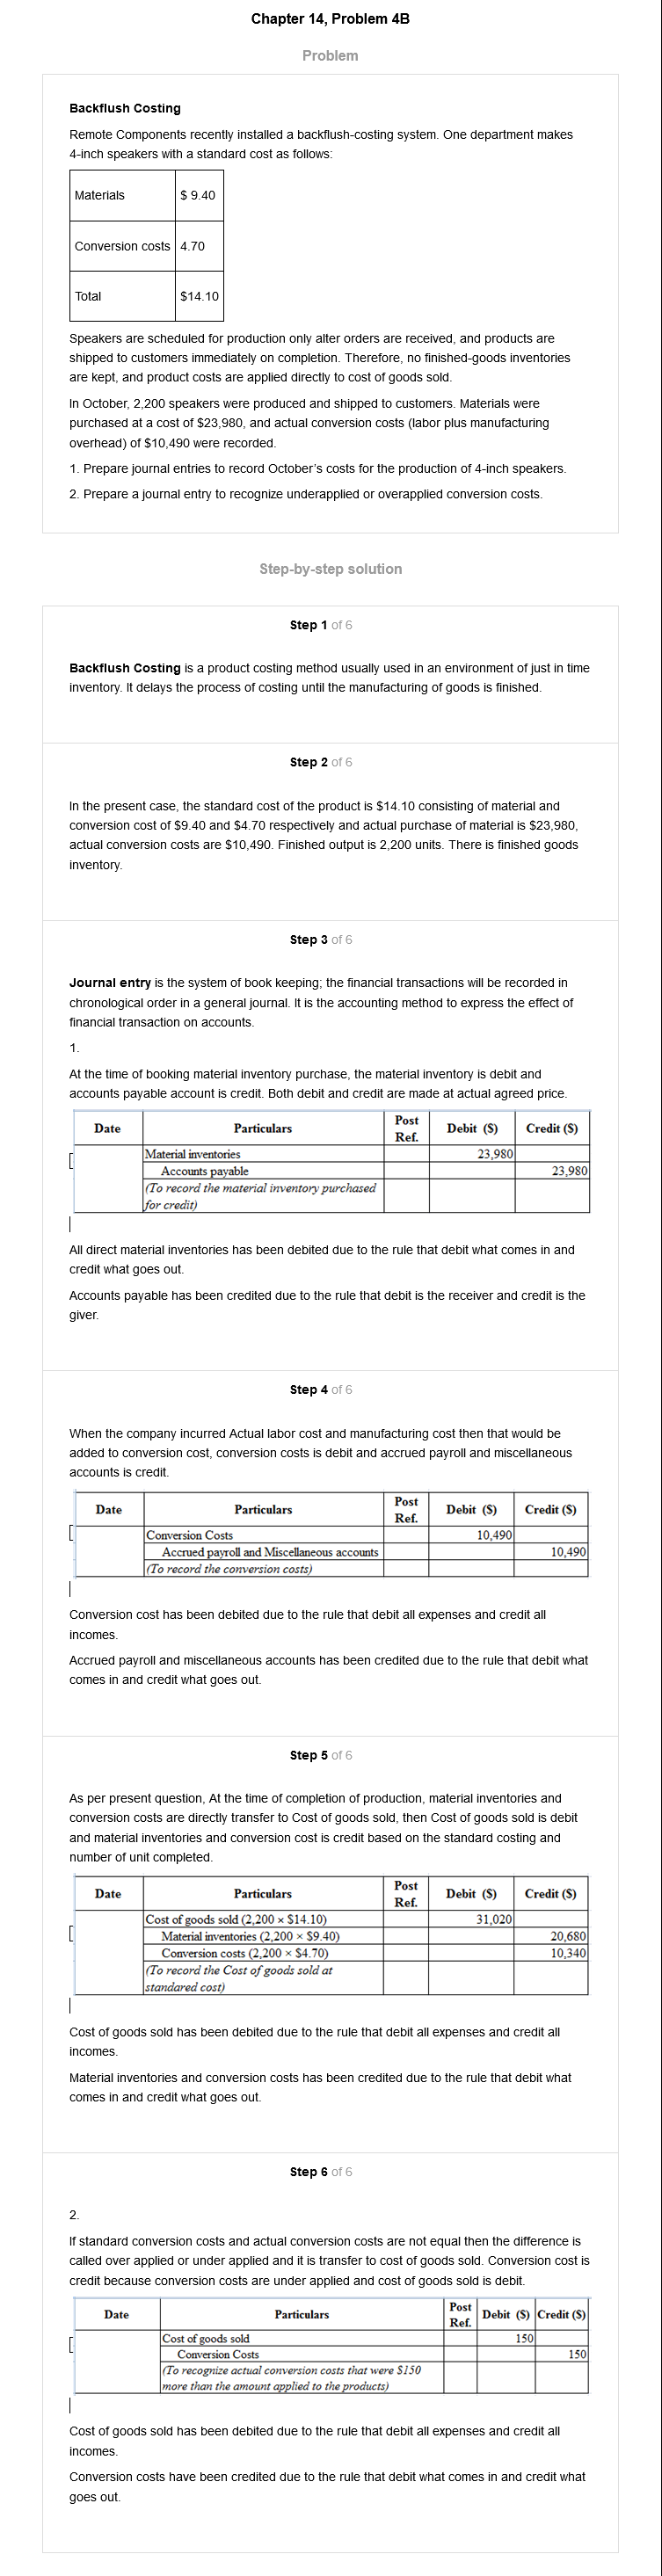 Chapter 14, Problem 4B
Problem
Backflush Costing
Remote Components recently installed a backflush-costing system. One department makes
4-inch speakers with a standard cost as follows:
Materials $ 9.40
Conversion costs 4.70
Total $14.10
Speakers are scheduled for production only alter orders are received, and products are
shipped to customers immediately on completion. Therefore, no finished-goods inventories
are kept, and product costs are applied directly to cost of goods sold.
In October, 2,200 speakers were produced and shipped to customers. Materials were
purchased at a cost of $23,980, and actual conversion costs (labor plus manufacturing
overhead) of $10,490 were recorded.
1. Prepare journal entries to record October's costs for the production of 4-inch speakers.
2. Prepare a journal entry to recognize underapplied or overapplied conversion costs.
Step-by-step solution
Step 1 of 6
Backflush Costing is a product costing method usually used in an environment of just in time
inventory. It delays the process of costing until the manufacturing of goods is finished.
Step 2 of 6
In the present case, the standard cost of the product is $14.10 consisting of material and
conversion cost of $9.40 and $4.70 respectively and actual purchase of material is $23,980,
actual conversion costs are $10,490. Finished output is 2,200 units. There is finished goods
inventory.
Step 3 of 6
Journal entry is the system of book keeping; the financial transactions will be recorded in
chronological order in a general journal. It is the accounting method to express the effect of
financial transaction on accounts.
1.
At the time of booking material inventory purchase, the material inventory is debit and
accounts payable account is credit. Both debit and credit are made at actual agreed price.
Date Particulars Post Ref. Debit ($) Credit ($)
Material inventories 23,980
Accounts payable 23,980
(To record the material inventory purchased
for credit)
All direct material inventories has been debited due to the rule that debit what comes in and
credit what goes out.
Accounts payable has been credited due to the rule that debit is the receiver and credit is the
giver.
Step 4 of 6
When the company incurred Actual labor cost and manufacturing cost then that would be
added to conversion cost, conversion costs is debit and accrued payroll and miscellaneous
accounts is credit.
Date Particulars Post Ref. Debit ($) Credit ($)
Conversion Costs 10,490
Accrued payroll and Miscellaneous accounts 10,490
(To record the conversion costs)
Conversion cost has been debited due to the rule that debit all expenses and credit all
incomes.
Accrued payroll and miscellaneous accounts has been credited due to the rule that debit what
comes in and credit what goes out.
Step 5 of 6
As per present question, At the time of completion of production, material inventories and
conversion costs are directly transfer to Cost of goods sold, then Cost of goods sold is debit
and material inventories and conversion cost is credit based on the standard costing and
number of unit completed.
Date Particulars Post Ref. Debit ($) Credit ($)
Cost of goods sold (2,200 × $14.10) 31,020
Material inventories (2,200 × $9.40) 20,680
Conversion costs (2,200 × $4.70) 10,340
(To record the Cost of goods sold at
standared cost)
Cost of goods sold has been debited due to the rule that debit all expenses and credit all
incomes.
Material inventories and conversion costs has been credited due to the rule that debit what
comes in and credit what goes out.
Step 6 of 6
2.
If standard conversion costs and actual conversion costs are not equal then the difference is
called over applied or under applied and it is transfer to cost of goods sold. Conversion cost is
credit because conversion costs are under applied and cost of goods sold is debit.
Date Particulars Post Ref. Debit ($) Credit ($)
Cost of goods sold 150
Conversion Costs 150
(To recognize actual conversion costs that were $150
more than the amount applied to the products)
Cost of goods sold has been debited due to the rule that debit all expenses and credit all
incomes.
Conversion costs have been credited due to the rule that debit what comes in and credit what
goes out.